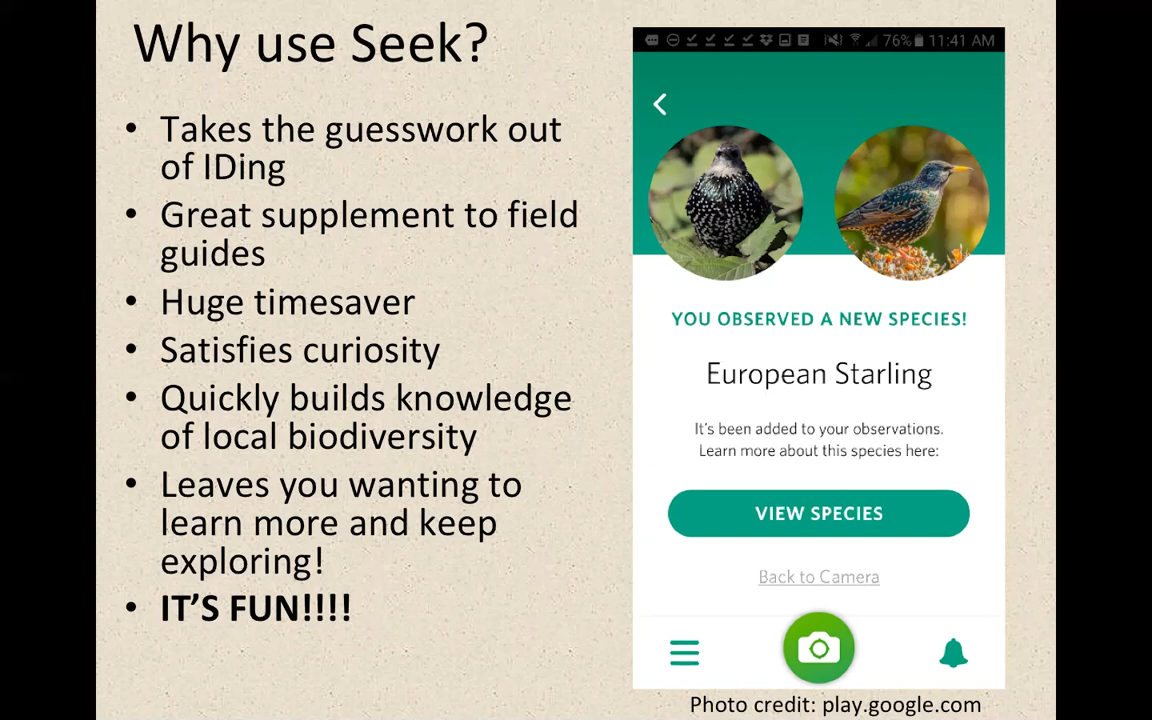 Why use Seek?
• Takes the guesswork out
of IDing
• Great supplement to field
guides
• Huge timesaver
• Satisfies curiosity
• Quickly builds knowledge
of local biodiversity
• Leaves you wanting to
learn more and keep
exploring!
• IT’S FUN!!!!
76% 11:41 AM
YOU OBSERVED A NEW SPECIES!
European Starling
It's been added to your observations.
Learn more about this species here:
VIEW SPECIES
Back to Camera
Photo credit: play.google.com